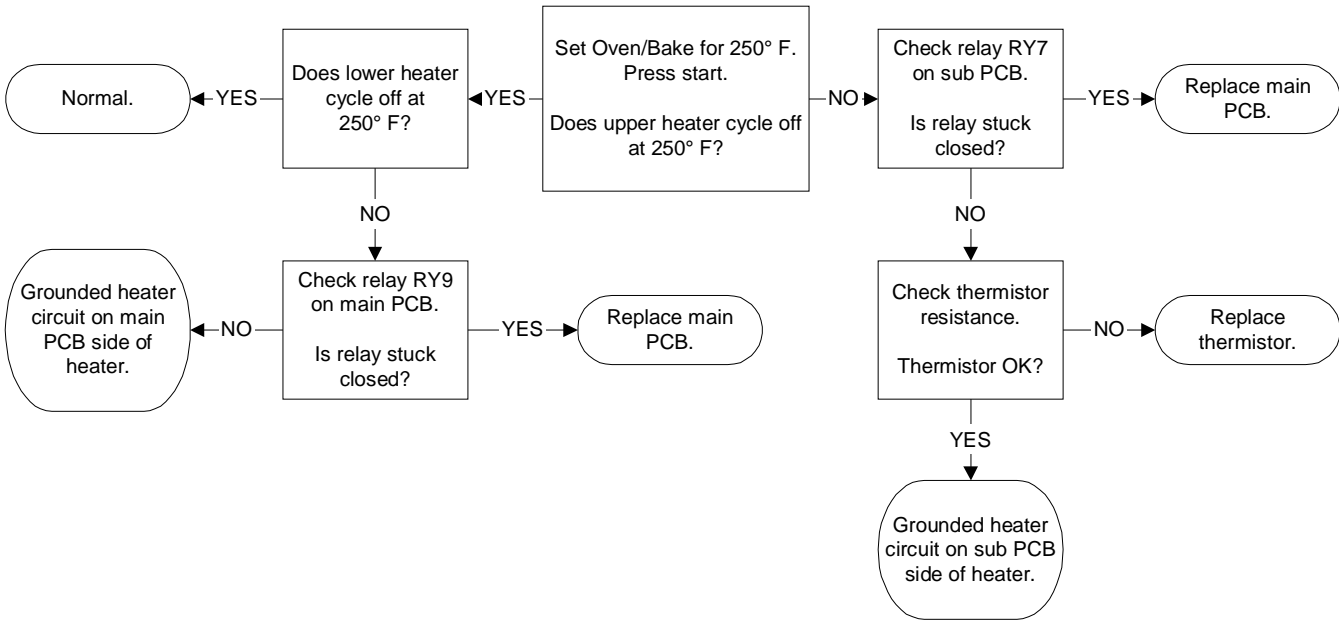 Set Oven/Bake for 250° F.
Press start.
Does upper heater cycle off
at 250° F?
YES
Does lower heater
cycle off at
250° F?
YES
Normal.
NO
Check relay RY9
on main PCB.
Is relay stuck
closed?
NO
Grounded heater
circuit on main
PCB side of
heater.
YES
Replace main
PCB.
NO
Check relay RY7
on sub PCB.
Is relay stuck
closed?
YES
Replace main
PCB.
NO
Check thermistor
resistance.
Thermistor OK?
NO
Replace
thermistor.
YES
Grounded heater
circuit on sub PCB
side of heater.